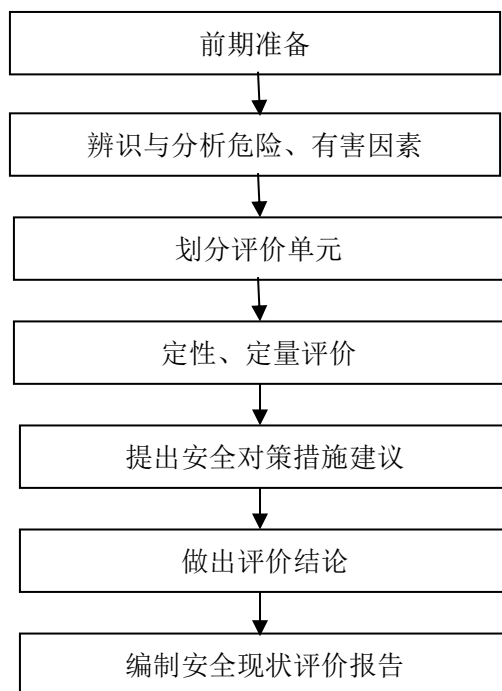 前期准备
辨识与分析危险、有害因素
划分评价单元
定性、定量评价
提出安全对策措施建议
做出评价结论
编制安全现状评价报告